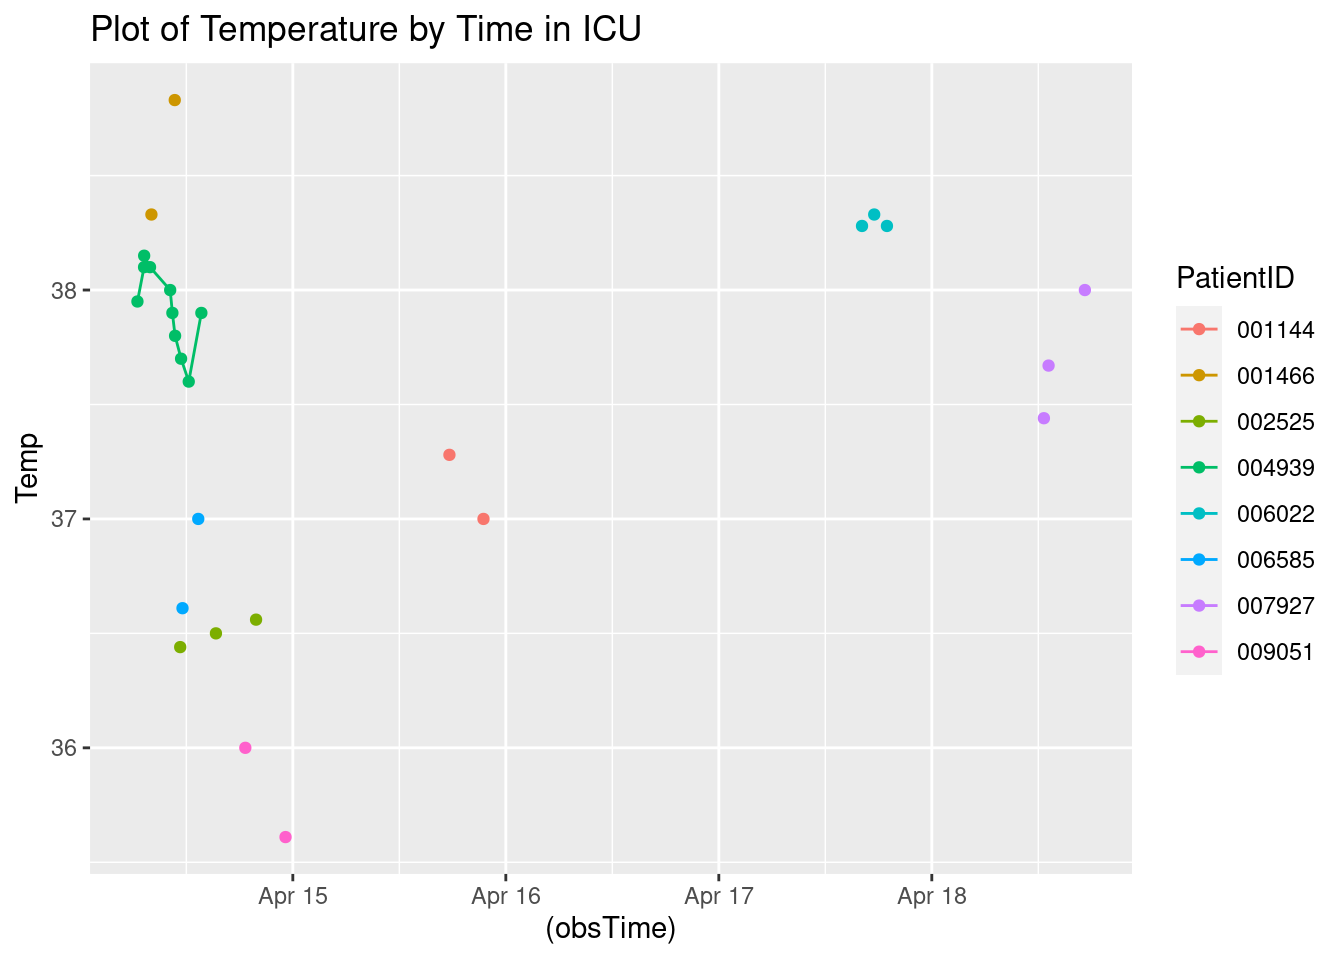 Plot of Temperature by Time in ICU
Temp
38
37
36
Apr 15
Apr 16
Apr 17
Apr 18
(obsTime)
PatientID
001144
001466
002525
004939
006022
006585
007927
009051